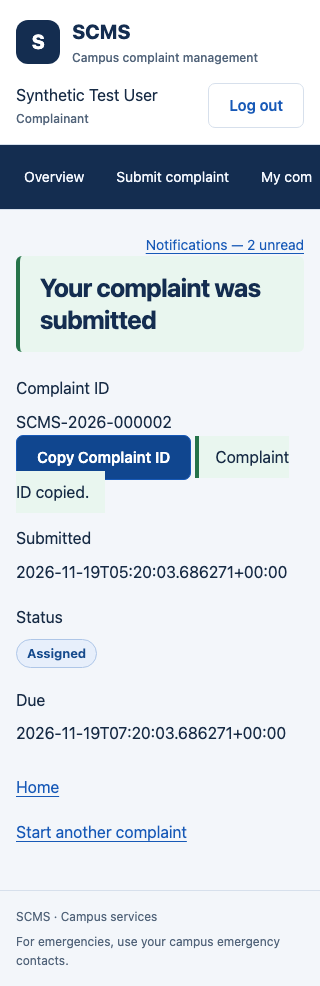 S
SCMS
Campus complaint management
Synthetic Test User
Complainant
Log out
Overview
Submit complaint
My com
Notifications — 2 unread
Your complaint was
submitted
Complaint ID
SCMS-2026-000002
Copy Complaint ID
Complaint
ID copied.
Submitted
2026-11-19T05:20:03.686271+00:00
Status
Assigned
Due
2026-11-19T07:20:03.686271+00:00
Home
Start another complaint
SCMS · Campus services
For emergencies, use your campus emergency
contacts.